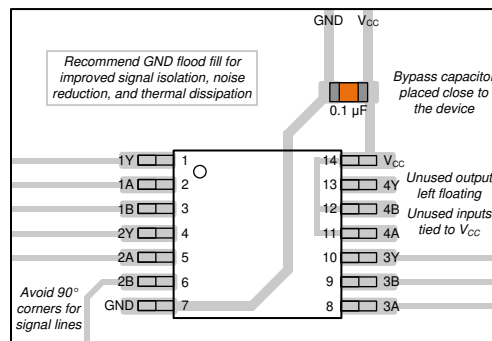 GND VCC
Recommend GND flood fill for
improved signal isolation, noise
reduction, and thermal dissipation
Bypass capacitor
placed close to
the device
0.1 µF
1Y 1 14 VCC
1A 2 13 4Y
1B 3 12 4B
2Y 4 11 4A
2A 5 10 3Y
2B 6 9 3B
GND 7 8 3A
Unused output
left floating
Unused inputs
tied to VCC
Avoid 90°
corners for
signal lines